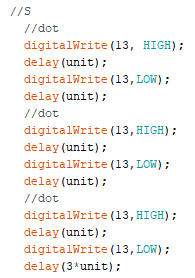 //S
//dot
digitalWrite(13, HIGH);
delay(unit);
digitalWrite(13,LOW);
delay(unit);
//dot
digitalWrite(13,HIGH);
delay(unit);
digitalWrite(13,LOW);
delay(unit);
//dot
digitalWrite(13,HIGH);
delay(unit);
digitalWrite(13,LOW);
delay(3*unit);